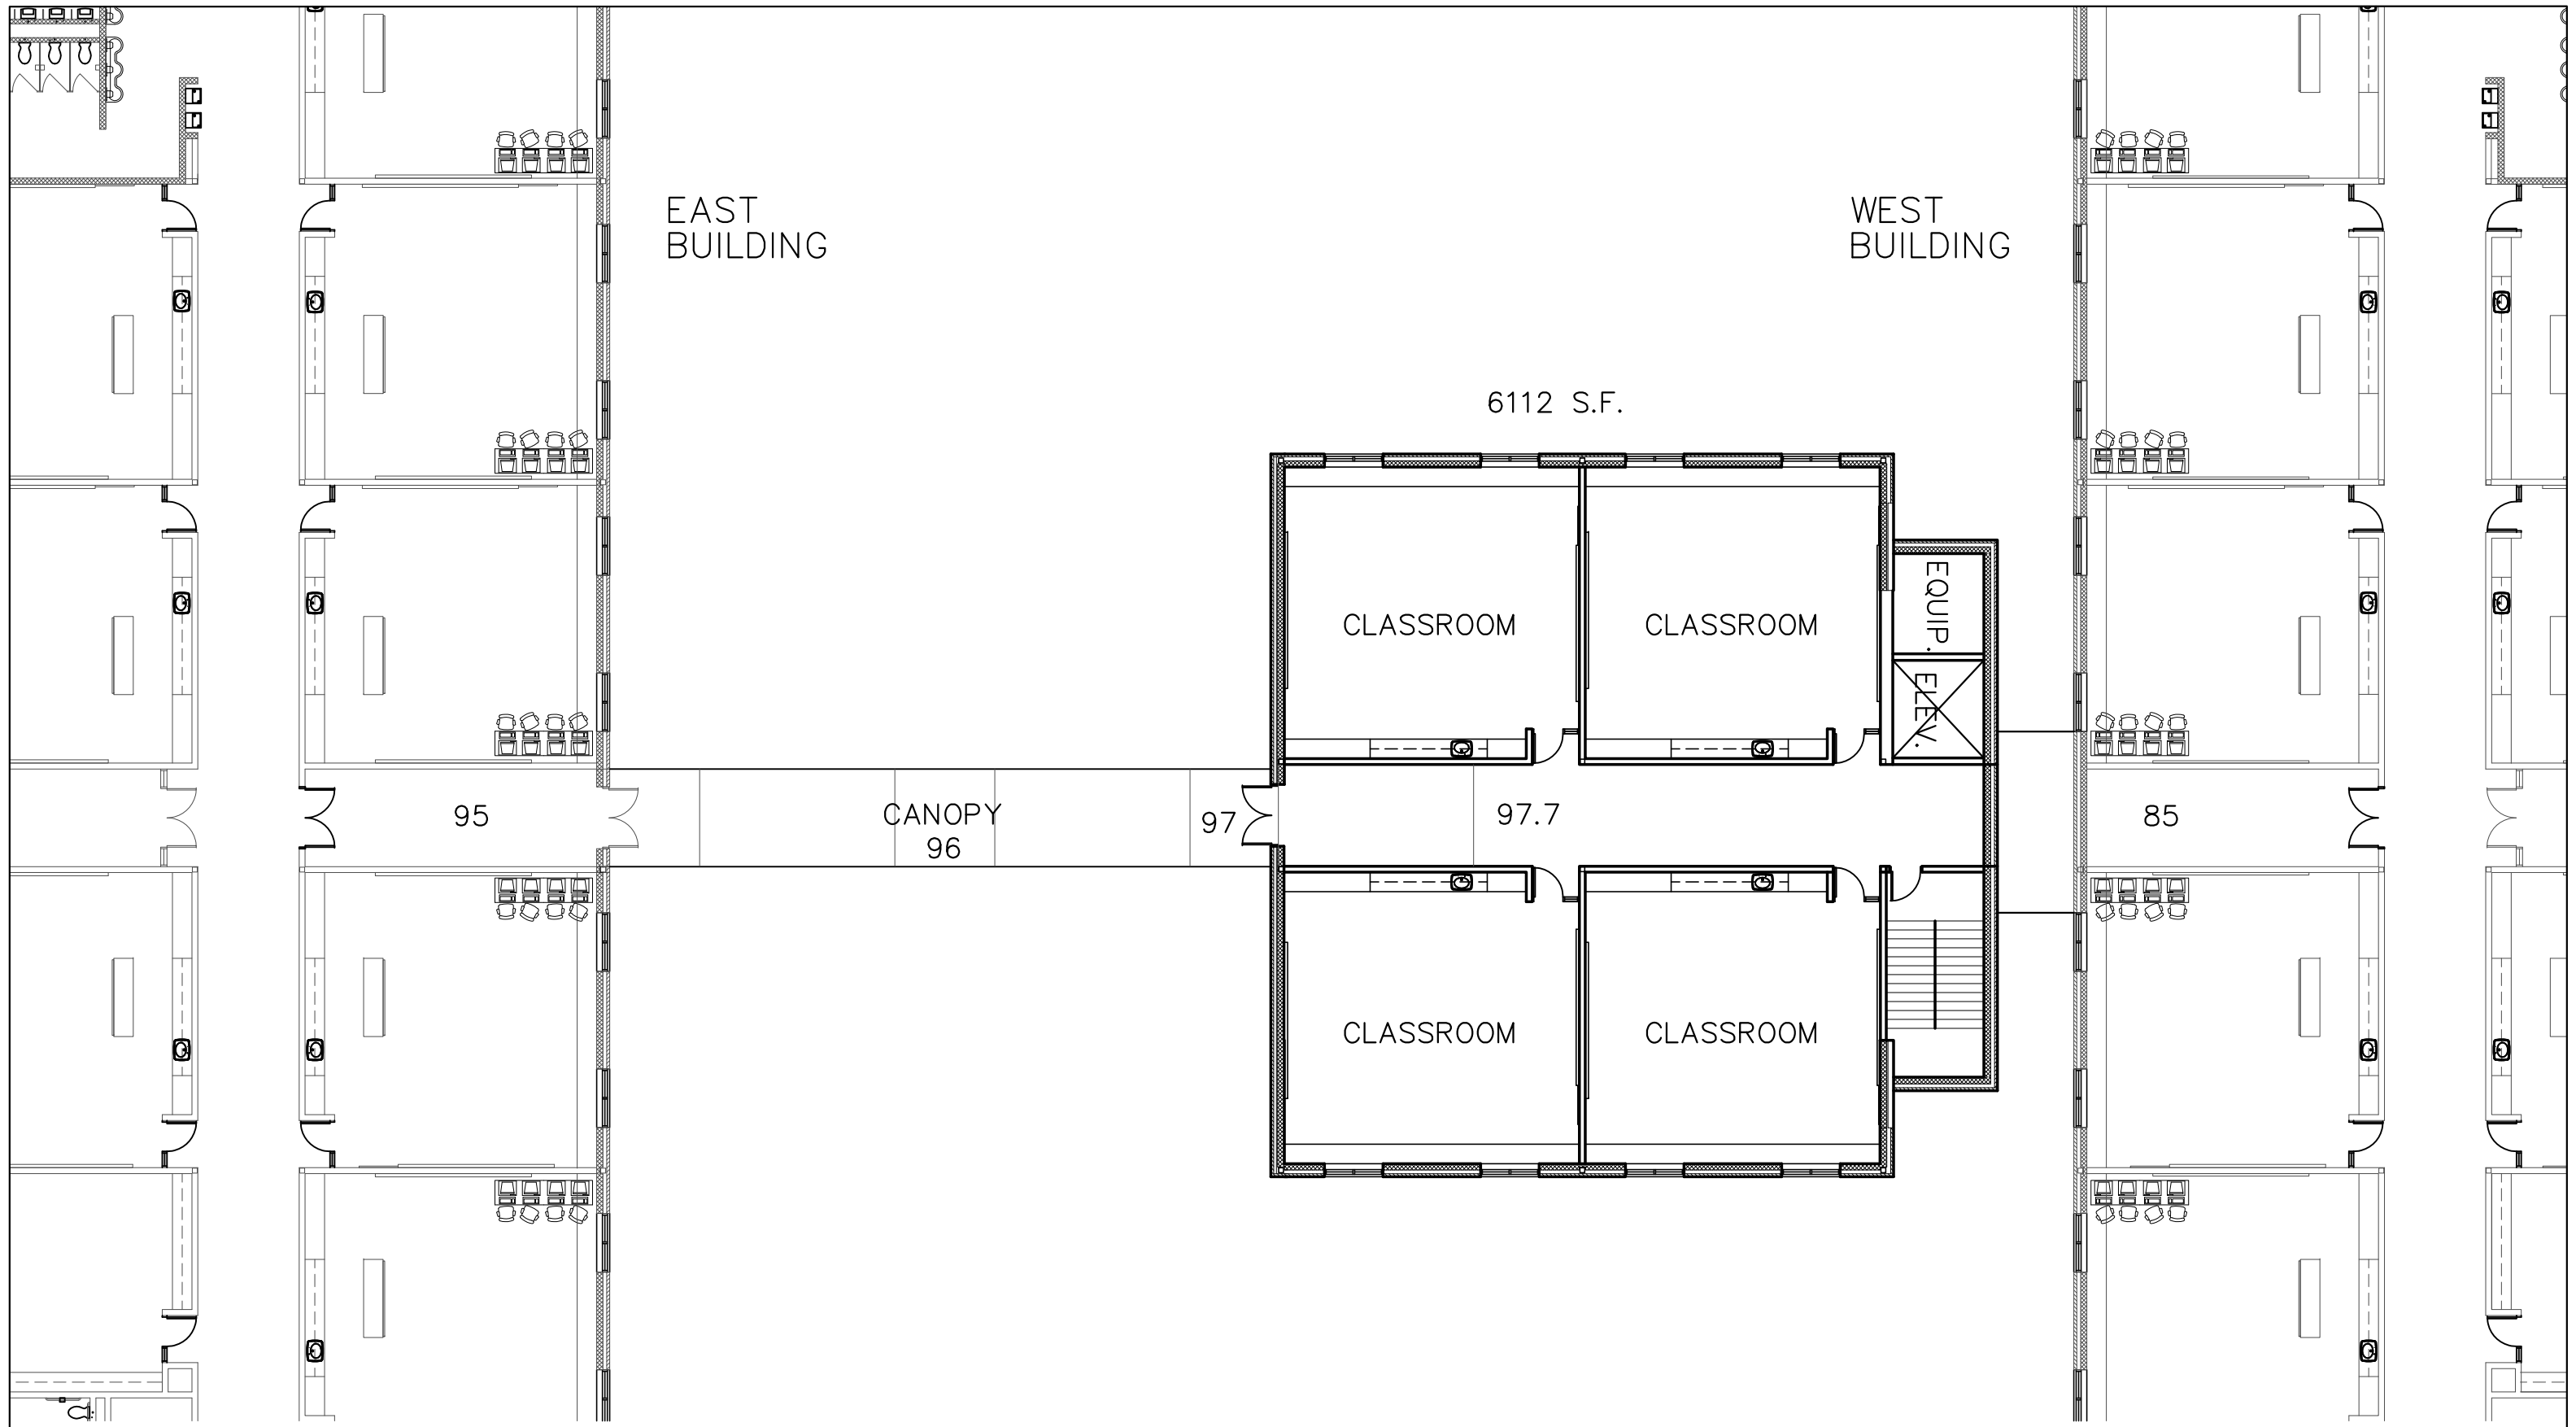 EAST
BUILDING
WEST
BUILDING
6112 S.F.
CLASSROOM
CLASSROOM
EQUIP.
ELEV.
95
CANOPY
96
97
97.7
85
CLASSROOM
CLASSROOM